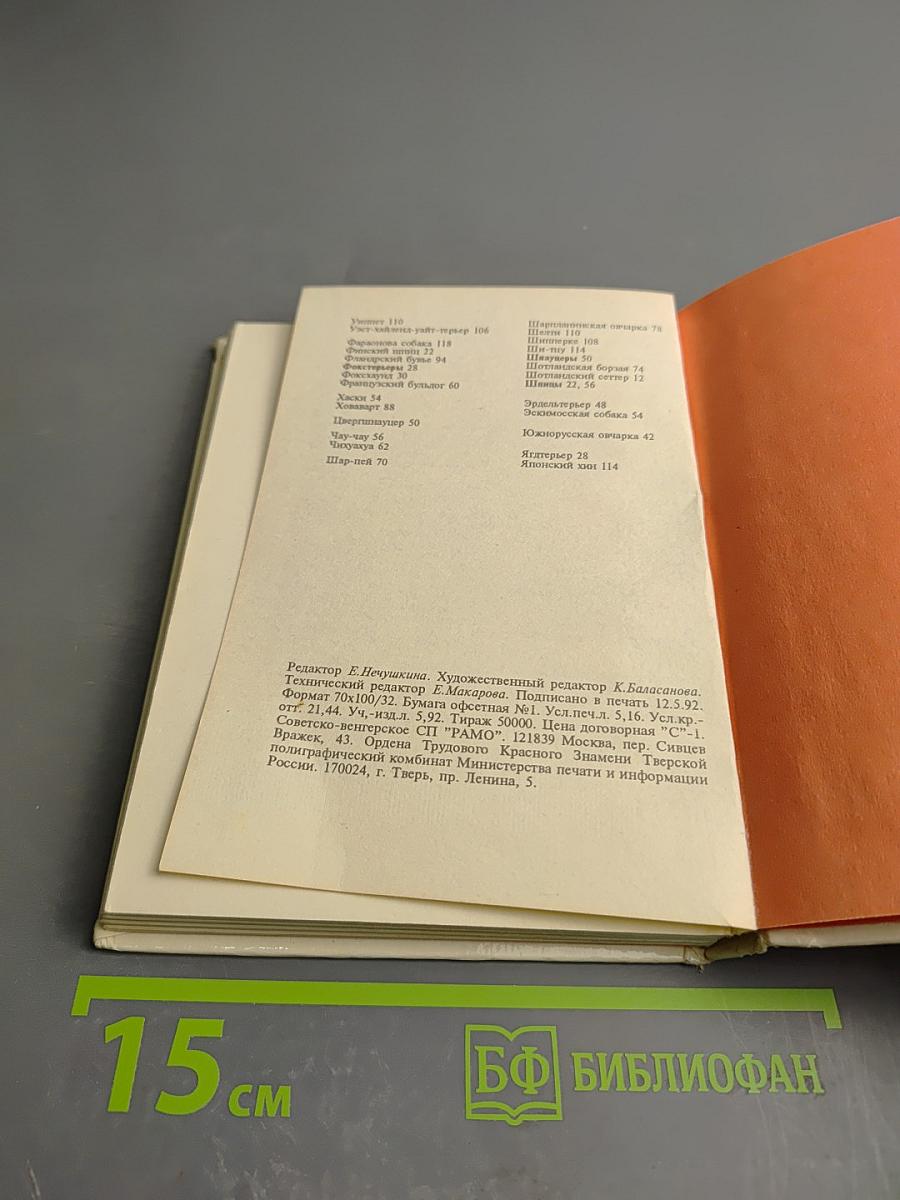 Уиппет 110
Уэст-хайленд-уайт-терьер 106
Фараонова собака 118
Финский шпиц 22
Фландрский бувье 94
Фокстерьеры 28
Фоксхаунд 30
Французский бульдог 60
Хаски 54
Ховаварт 88
Цвергшнауцер 50
Чау-чау 56
Чихуахуа 62
Шар-пей 70
Шарпланинская овчарка 78
Шелти 110
Шипперке 108
Ши-тцу 114
Шнауцеры 50
Шотландская борзая 74
Шотландский сеттер 12
Шпицы 22, 56
Эрдельтерьер 48
Эскимосская собака 54
Южнорусская овчарка 42
Ягдтерьер 28
Японский хин 114
Редактор Е.Нечушкина. Художественный редактор К.Баласанова.
Технический редактор Е.Макарова. Подписано в печать 12.5.92.
Формат 70х100/32. Бумага офсетная №1. Усл.печ.л. 5,16. Усл.кр.-
отт. 21,44. Уч,-изд.л. 5,92. Тираж 50000. Цена договорная "С"-1.
Советско-венгерское СП "РАМО". 121839 Москва, пер. Сивцев
Вражек, 43. Ордена Трудового Красного Знамени Тверской
полиграфический комбинат Министерства печати и информации
России. 170024, г. Тверь, пр. Ленина, 5.
15 см
БФ БИБЛИОФАН